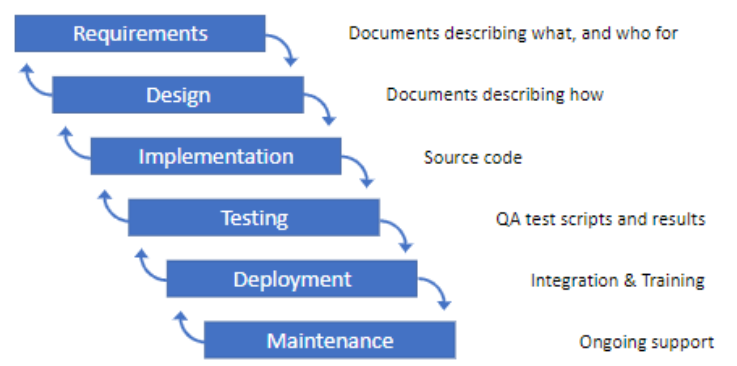 Requirements
Documents describing what, and who for
Design
Documents describing how
Implementation
Source code
Testing
QA test scripts and results
Deployment
Integration & Training
Maintenance
Ongoing support